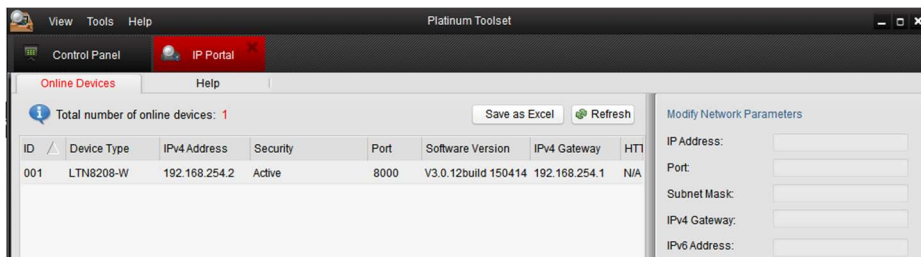 View Tools Help Platinum Toolset
Control Panel IP Portal
Online Devices Help
Total number of online devices: 1 Save as Excel Refresh
ID Device Type IPv4 Address Security Port Software Version IPv4 Gateway HTT
001 LTN8208-W 192.168.254.2 Active 8000 V3.0.12build 150414 192.168.254.1 N/A
Modify Network Parameters
IP Address:
Port:
Subnet Mask:
IPv4 Gateway:
IPv6 Address: